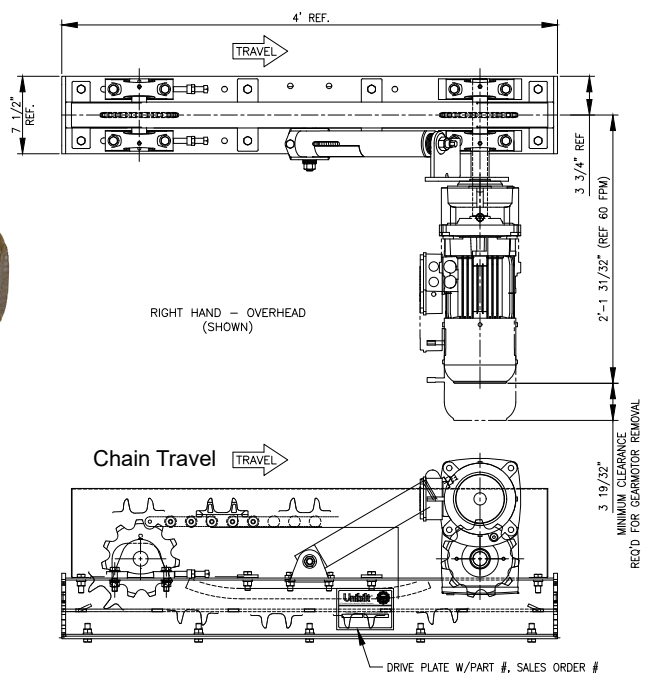 4' REF.
TRAVEL
7 1/2"
REF.
3 3/4" REF
2'-1 31/32" (REF 60 FPM)
RIGHT HAND – OVERHEAD
(SHOWN)
3 19/32"
MINIMUM CLEARANCE
REQ'D FOR GEARMOTOR REMOVAL
Chain Travel TRAVEL
Unibilt
DRIVE PLATE W/PART #, SALES ORDER #